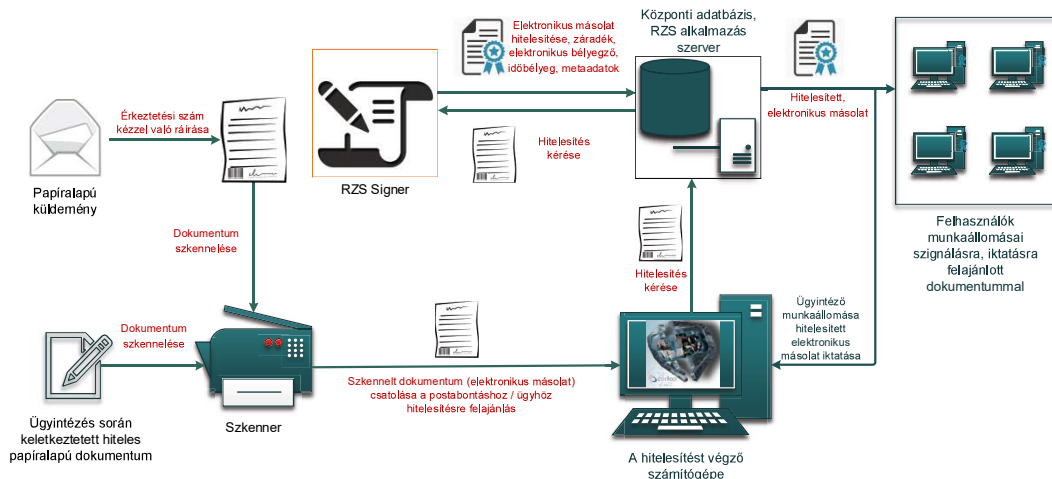 Elektronikus másolat
hitelesítése, záradék,
elektronikus bélyegző,
időbélyeg, metaadatok
Központi adatbázis,
RZS alkalmazás
szerver
Érkeztetési szám
kézzel való ráírása
Hitelesített,
elektronikus másolat
Hitelesítés
kérése
Papíralapú
küldemény
RZS Signer
Felhasználók
munkaállomásai
szignálásra, iktatásra
felajánlott
dokumentummal
Dokumentum
szkennelése
Hitelesítés
kérése
Ügyintéző
munkaállomása
hitelesített
elektronikus
másolat iktatása
Dokumentum
szkennelése
Szkennelt dokumentum (elektronikus másolat)
csatolása a postabontáshoz / ügyhöz
hitelesítésre felajánlás
Szkenner
Ügyintézés során
keletkeztetett hiteles
papíralapú dokumentum
A hitelesítést végző
számítógépe